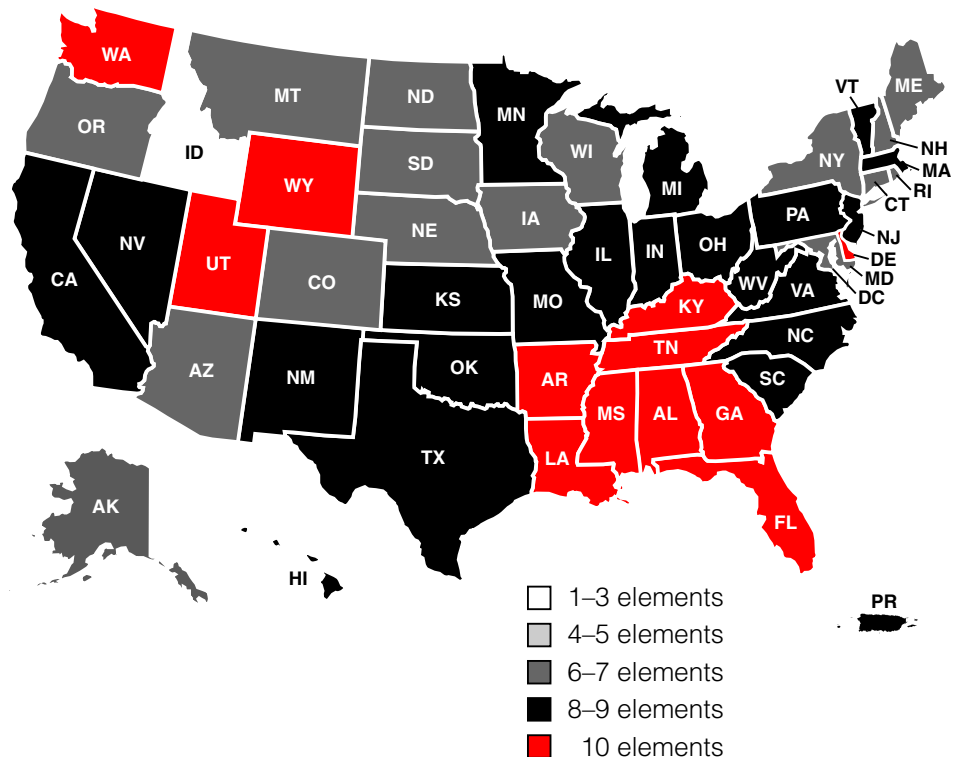 WA
MT
ND
MN
VT
ME
OR
ID
SD
WI
NY
NH
MA
WY
MI
RI
CT
NV
IA
PA
NE
NJ
UT
CO
IL
IN
OH
DE
CA
KS
MO
WV
VA
MD
DC
KY
NC
AZ
NM
OK
AR
TN
SC
MS
AL
GA
TX
LA
AK
FL
HI
PR
1–3 elements
4–5 elements
6–7 elements
8–9 elements
10 elements